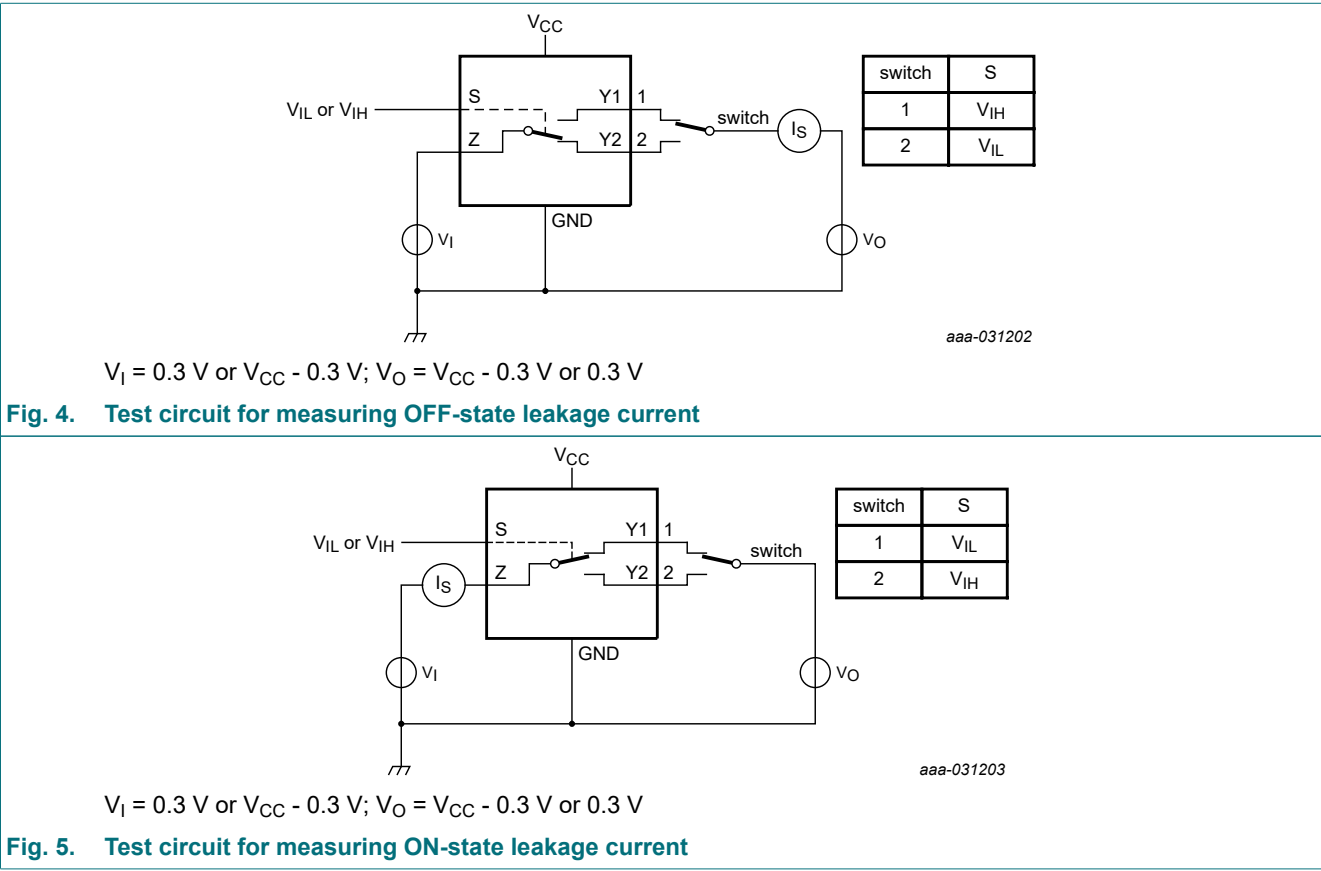 VCC
switch S
S Y1 1
VIL or VIH
1 VIH
switch
IS
Z Y2 2
2 VIL
GND
VI
VO
aaa-031202
VI = 0.3 V or VCC - 0.3 V; VO = VCC - 0.3 V or 0.3 V
Fig. 4. Test circuit for measuring OFF-state leakage current
VCC
switch S
S Y1 1
VIL or VIH
1 VIL
switch
IS
Z Y2 2
2 VIH
GND
VI
VO
aaa-031203
VI = 0.3 V or VCC - 0.3 V; VO = VCC - 0.3 V or 0.3 V
Fig. 5. Test circuit for measuring ON-state leakage current